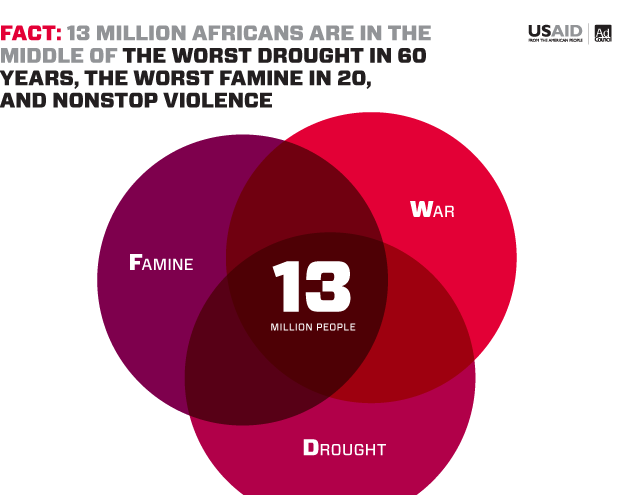 FACT: 13 MILLION AFRICANS ARE IN THE
MIDDLE OF THE WORST DROUGHT IN 60
YEARS, THE WORST FAMINE IN 20,
AND NONSTOP VIOLENCE
USAID
FROM THE AMERICAN PEOPLE
Ad
Council
WAR
FAMINE
13
MILLION PEOPLE
DROUGHT